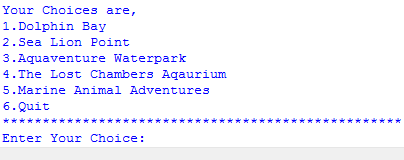 Your Choices are,
1.Dolphin Bay
2.Sea Lion Point
3.Aquaventure Waterpark
4.The Lost Chambers Aqaurium
5.Marine Animal Adventures
6.Quit
**************************************************
Enter Your Choice: